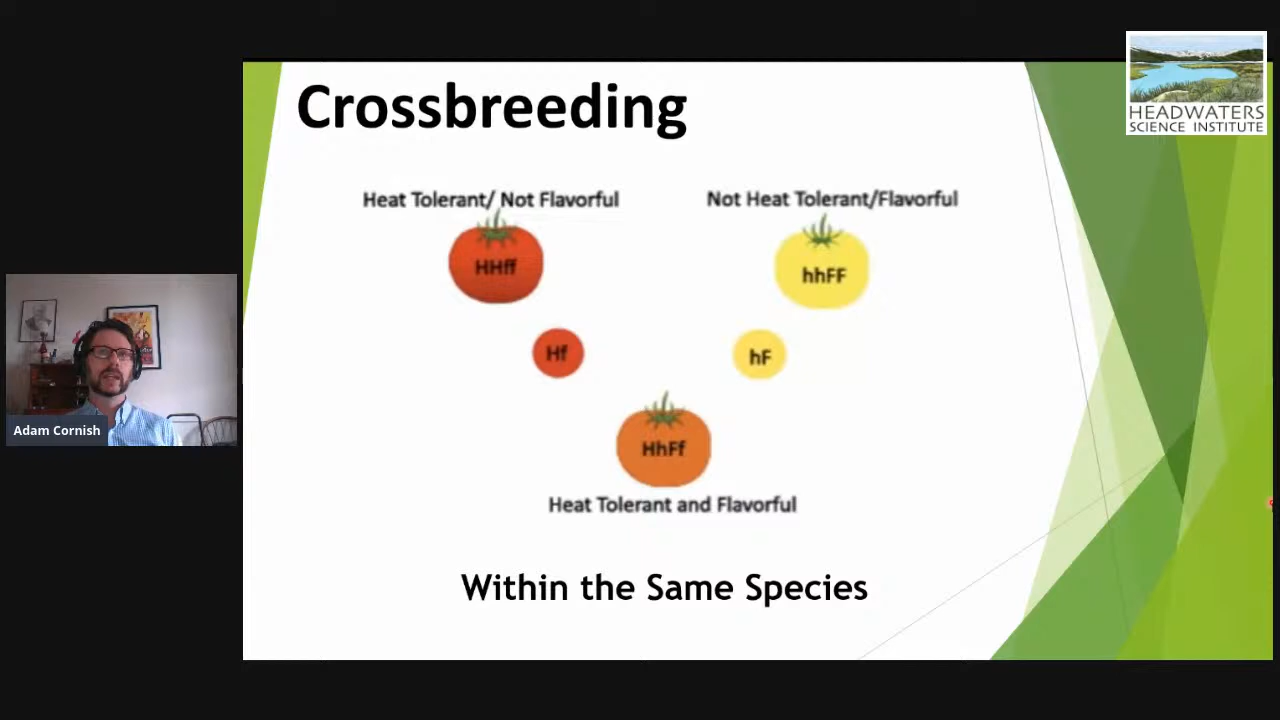 Crossbreeding
HEADWATERS
SCIENCE INSTITUTE
Heat Tolerant/ Not Flavorful
Not Heat Tolerant/Flavorful
HHff
hhFF
Hf
hF
HhFf
Adam Cornish
Heat Tolerant and Flavorful
Within the Same Species